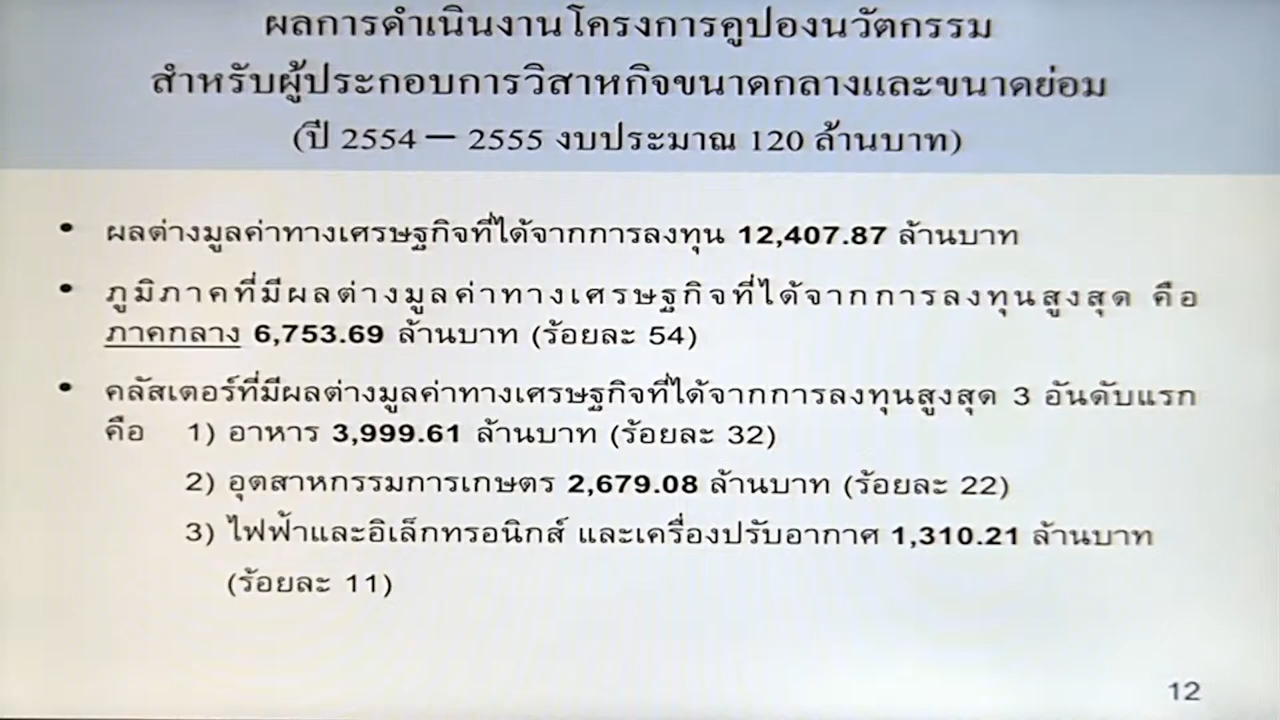 ผลการดำเนินงานโครงการคูปองนวัตกรรม
สำหรับผู้ประกอบการวิสาหกิจขนาดกลางและขนาดย่อม
(ปี 2554 – 2555 งบประมาณ 120 ล้านบาท)
• ผลต่างมูลค่าทางเศรษฐกิจที่ได้จากการลงทุน 12,407.87 ล้านบาท
• ภูมิภาคที่มีผลต่างมูลค่าทางเศรษฐกิจที่ได้จากการลงทุนสูงสุด คือ
ภาคกลาง 6,753.69 ล้านบาท (ร้อยละ 54)
• คลัสเตอร์ที่มีผลต่างมูลค่าทางเศรษฐกิจที่ได้จากการลงทุนสูงสุด 3 อันดับแรก
คือ 1) อาหาร 3,999.61 ล้านบาท (ร้อยละ 32)
2) อุตสาหกรรมการเกษตร 2,679.08 ล้านบาท (ร้อยละ 22)
3) ไฟฟ้าและอิเล็กทรอนิกส์ และเครื่องปรับอากาศ 1,310.21 ล้านบาท
(ร้อยละ 11)
12